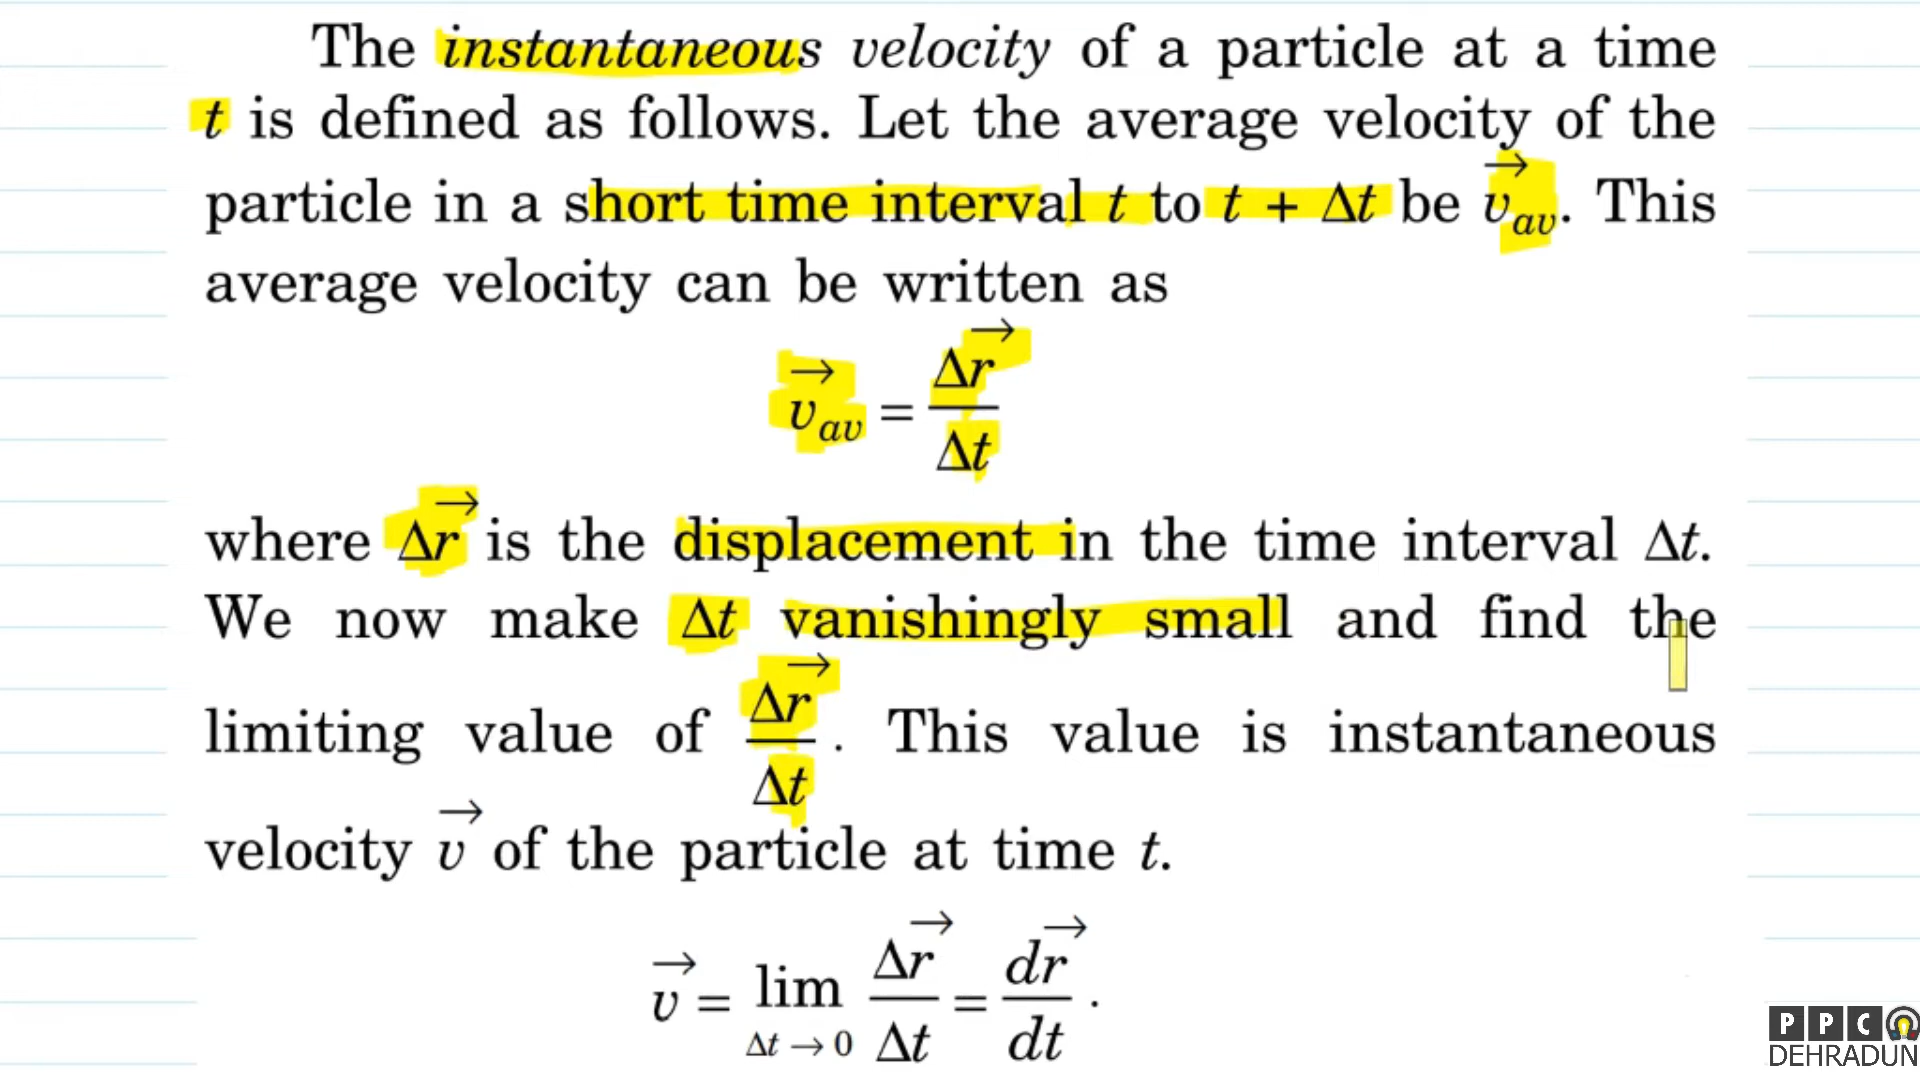 The instantaneous velocity of a particle at a time
t is defined as follows. Let the average velocity of the
particle in a short time interval t to t + Δt be v⃗av. This
average velocity can be written as
v⃗av = Δr⃗ / Δt
where Δr⃗ is the displacement in the time interval Δt.
We now make Δt vanishingly small and find the
limiting value of Δr⃗ / Δt . This value is instantaneous
velocity v⃗ of the particle at time t.
v⃗ = lim Δt → 0 Δr⃗ / Δt = dr⃗ / dt .
PPC
DEHRADUN